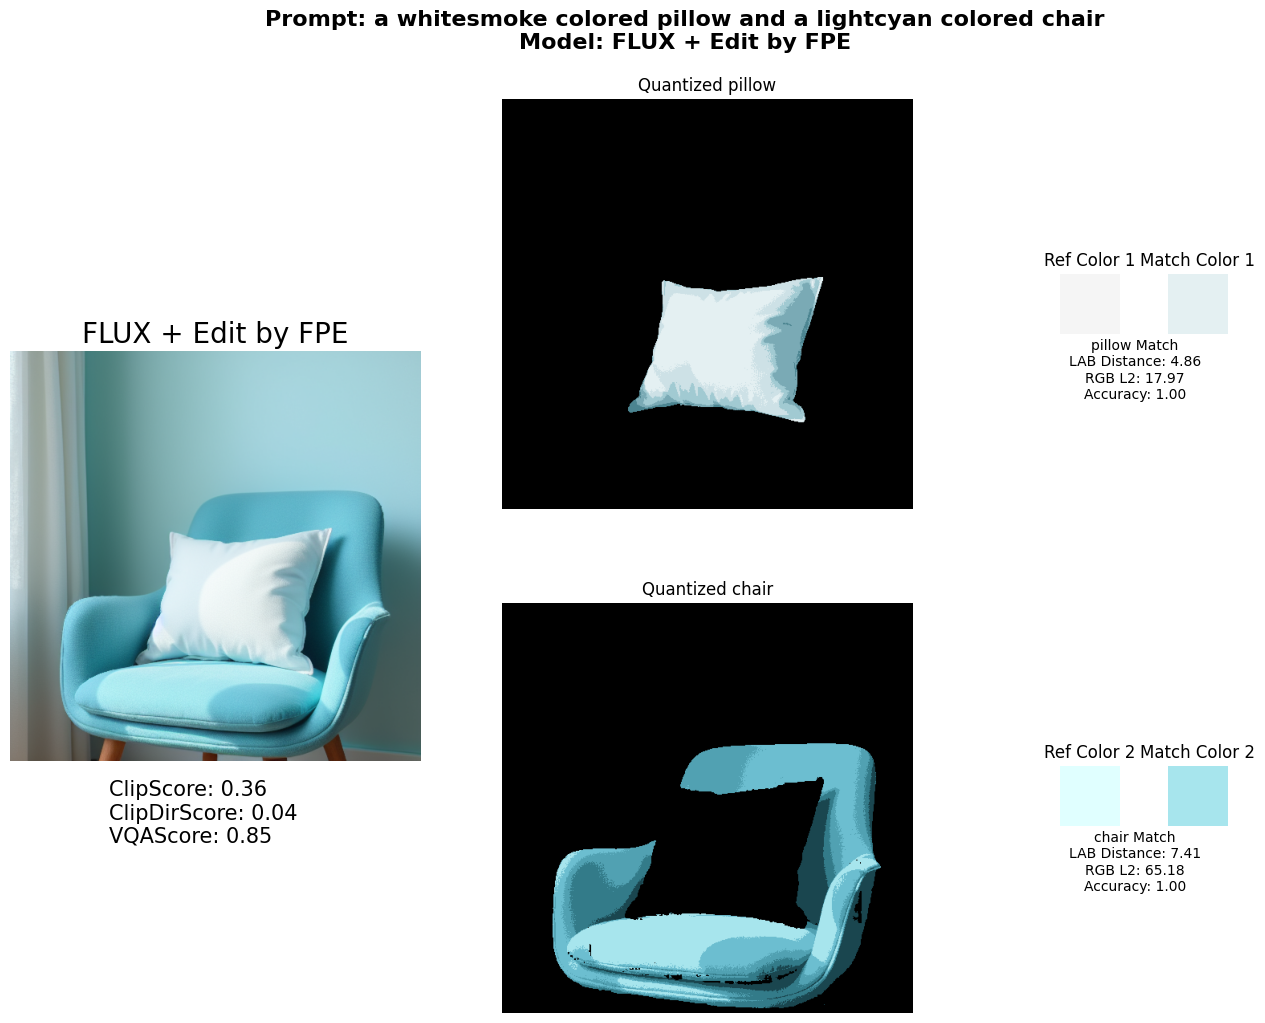 Prompt: a whitesmoke colored pillow and a lightcyan colored chair
Model: FLUX + Edit by FPE
Quantized pillow
Ref Color 1 Match Color 1
pillow Match
LAB Distance: 4.86
RGB L2: 17.97
Accuracy: 1.00
FLUX + Edit by FPE
ClipScore: 0.36
ClipDirScore: 0.04
VQAScore: 0.85
Quantized chair
Ref Color 2 Match Color 2
chair Match
LAB Distance: 7.41
RGB L2: 65.18
Accuracy: 1.00